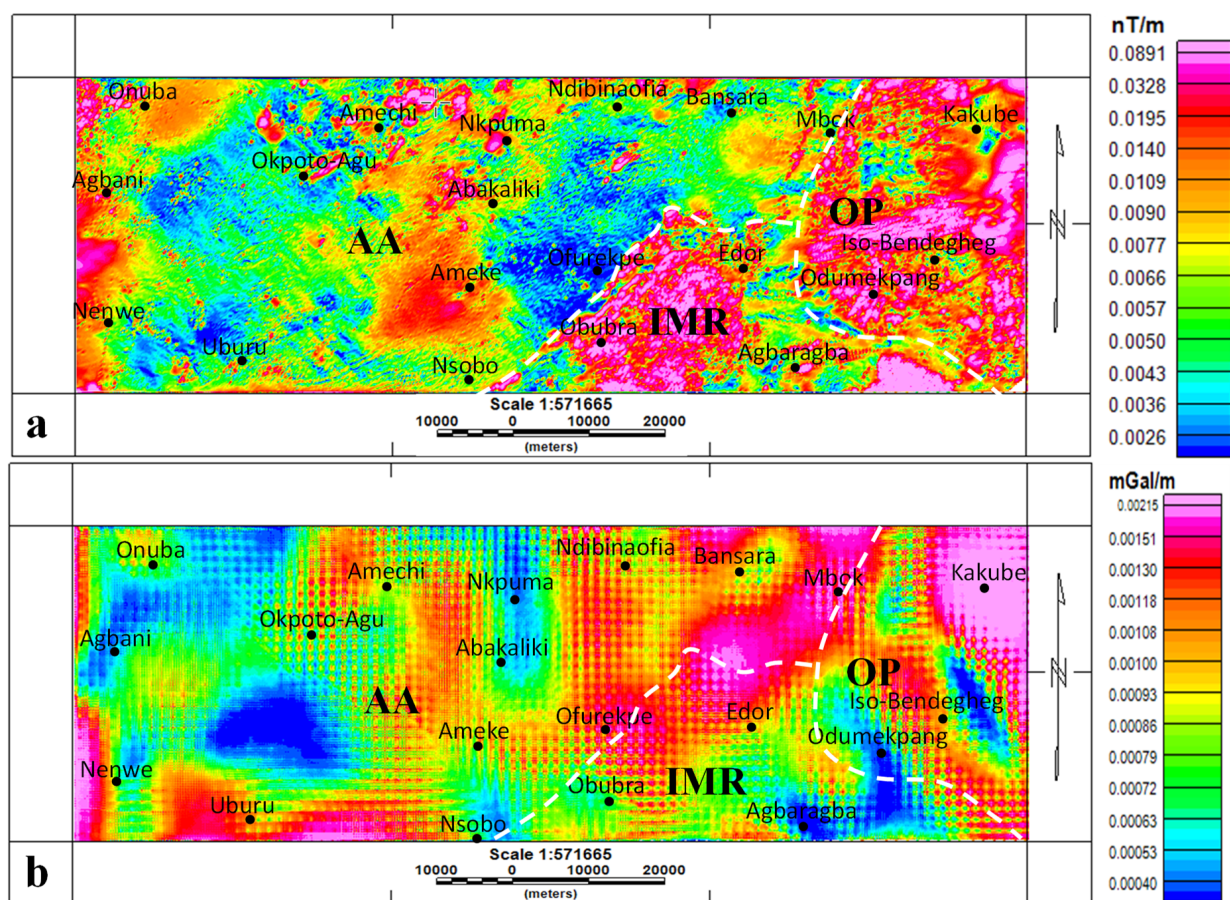 nT/m
0.0891
0.0328
0.0195
0.0140
0.0109
0.0090
0.0077
0.0066
0.0057
0.0050
0.0043
0.0036
0.0026
Onuba
Amechi
Nkpuma
Ndibinaofia
Bansara
Mbok
Kakube
Okpoto-Agu
Agbani
Abakaliki
AA
OP
Iso-Bendegheg
Ofurekpe
Edor
Odumekpang
Ameke
Nenwe
IMR
Obubra
Uburu
Agbaragba
Nsobo
N
a
Scale 1:571665
10000 0 10000 20000
(meters)
mGal/m
0.00215
0.00151
0.00130
0.00118
0.00108
0.00100
0.00093
0.00086
0.00079
0.00072
0.00063
0.00053
0.00040
Onuba
Amechi
Nkpuma
Ndibinaofia
Bansara
Mbok
Kakube
Okpoto-Agu
Agbani
Abakaliki
AA
OP
Iso-Bendegheg
Ofurekpe
Edor
Odumekpang
Ameke
Nenwe
IMR
Obubra
Uburu
Agbaragba
Nsobo
N
b
Scale 1:571665
10000 0 10000 20000
(meters)